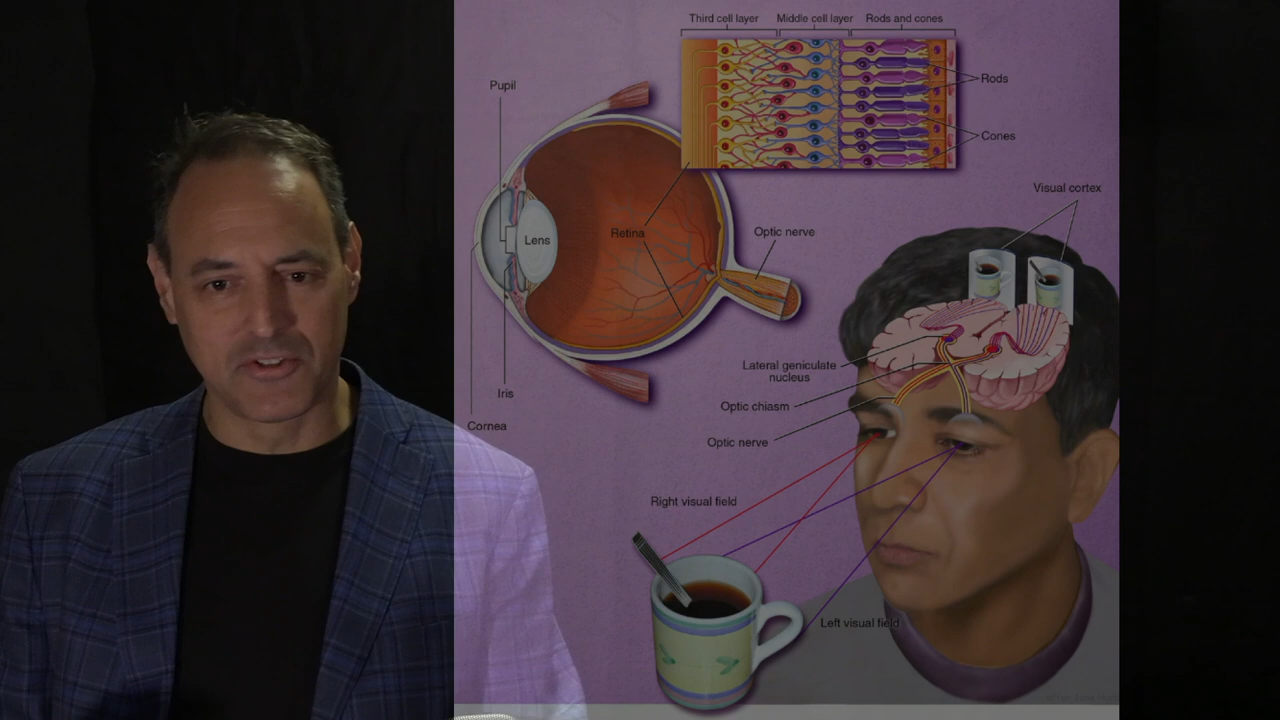 Third cell layer
Middle cell layer
Rods and cones
Pupil
Rods
Cones
Visual cortex
Lens
Retina
Optic nerve
Lateral geniculate
nucleus
Iris
Optic chiasm
Cornea
Optic nerve
Right visual field
Left visual field